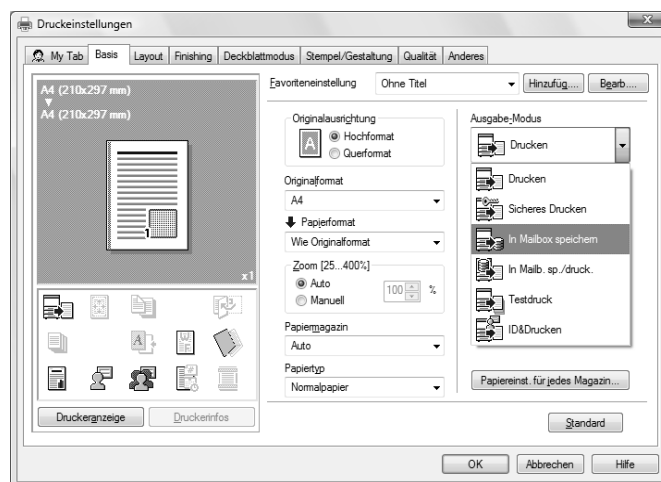 Druckeinstellungen
My Tab Basis Layout Finishing Deckblattmodus Stempel/Gestaltung Qualität Anderes
A4 (210x297 mm)
A4 (210x297 mm)
1
x1
Druckeranzeige Druckerinfos
Favoriteneinstellung Ohne Titel Hinzufüg.... Bearb....
Originalausrichtung
A
Hochformat
Querformat
Originalformat
A4
Papierformat
Wie Originalformat
Zoom [25...400%]
Auto
Manuell
100 %
Papiermagazin
Auto
Papiertyp
Normalpapier
Ausgabe-Modus
Drucken
Drucken
Sicheres Drucken
In Mailbox speichern
In Mailb. sp./druck.
Testdruck
ID&Drucken
Papiereinst. für jedes Magazin...
Standard
OK Abbrechen Hilfe